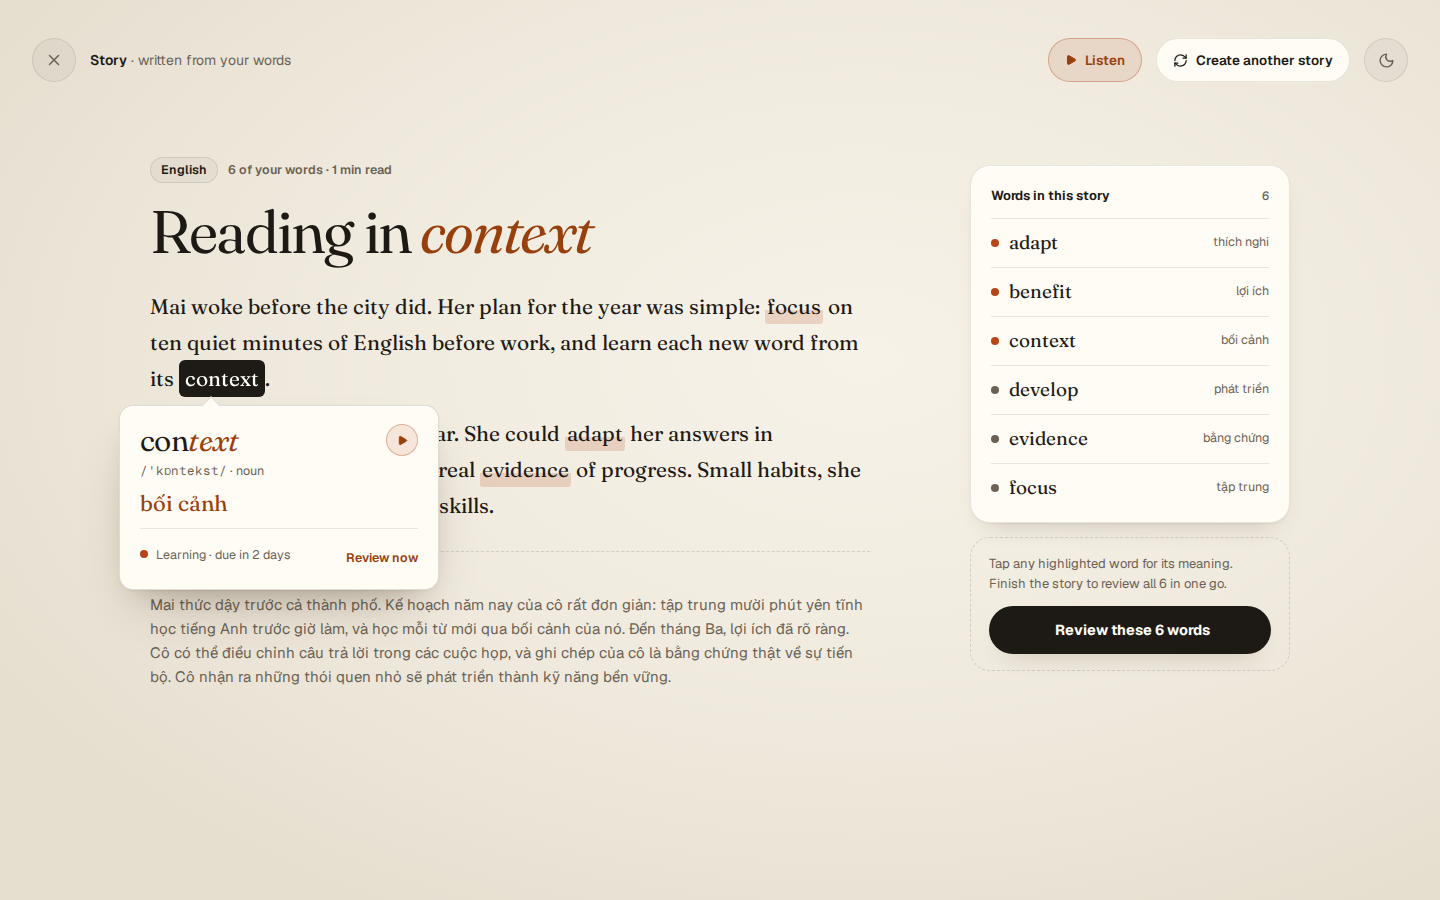 Story · written from your words
Listen
Create another story
English
6 of your words · 1 min read
Reading in context
Mai woke before the city did. Her plan for the year was simple: focus on
ten quiet minutes of English before work, and learn each new word from
its context.
ar. She could adapt her answers in
real evidence of progress. Small habits, she
skills.
context
/ˈkɒntekst/ · noun
bối cảnh
Learning · due in 2 days
Review now
Mai thức dậy trước cả thành phố. Kế hoạch năm nay của cô rất đơn giản: tập trung mười phút yên tĩnh
học tiếng Anh trước giờ làm, và học mỗi từ mới qua bối cảnh của nó. Đến tháng Ba, lợi ích đã rõ ràng.
Cô có thể điều chỉnh câu trả lời trong các cuộc họp, và ghi chép của cô là bằng chứng thật về sự tiến
bộ. Cô nhận ra những thói quen nhỏ sẽ phát triển thành kỹ năng bền vững.
Words in this story 6
adapt thích nghi
benefit lợi ích
context bối cảnh
develop phát triển
evidence bằng chứng
focus tập trung
Tap any highlighted word for its meaning.
Finish the story to review all 6 in one go.
Review these 6 words